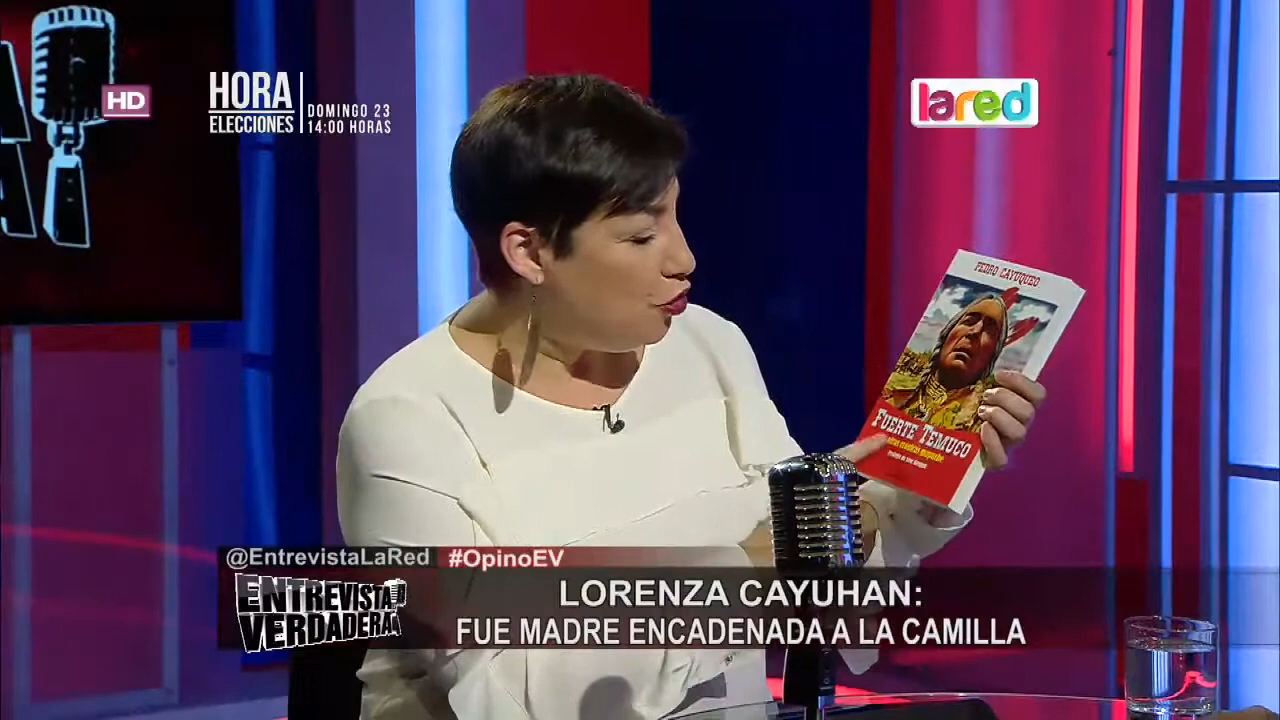 HD
HORA
ELECCIONES
DOMINGO 23
14:00 HORAS
lared
PEDRO CAYUQUEO
FUERTE TEMUCO
@EntrevistaLaRed
#OpinoEV
ENTREVISTA
VERDADERA
LORENZA CAYUHAN:
FUE MADRE ENCADENADA A LA CAMILLA